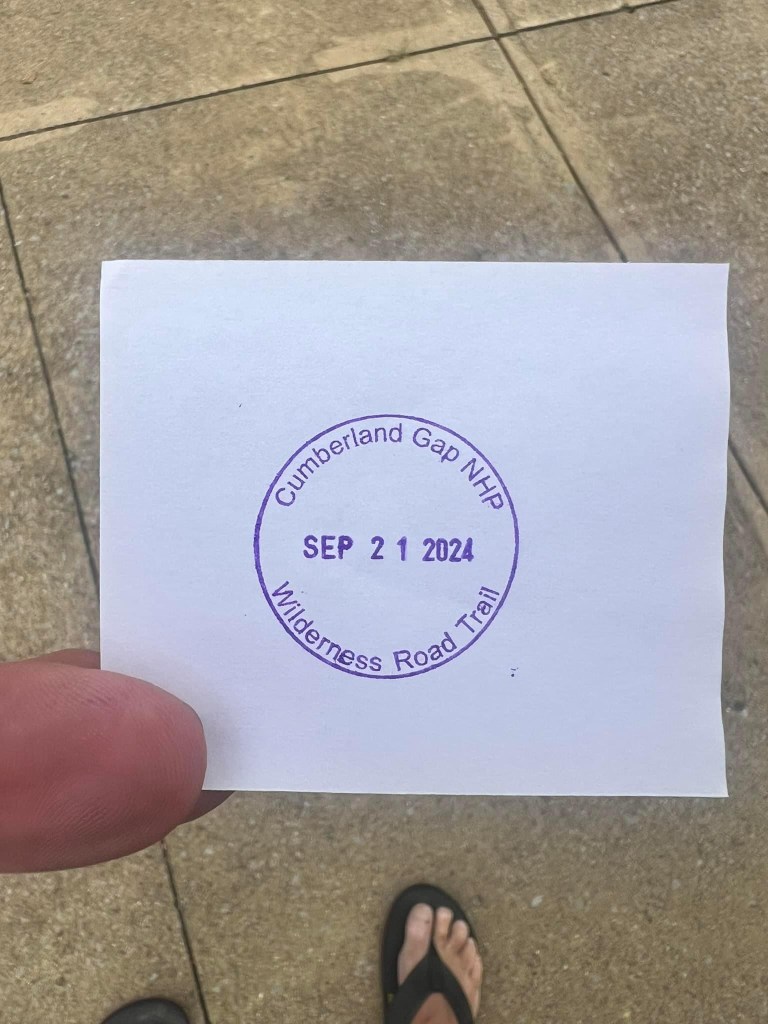 Cumberland Gap NHP
SEP 21 2024
Wilderness Road Trail